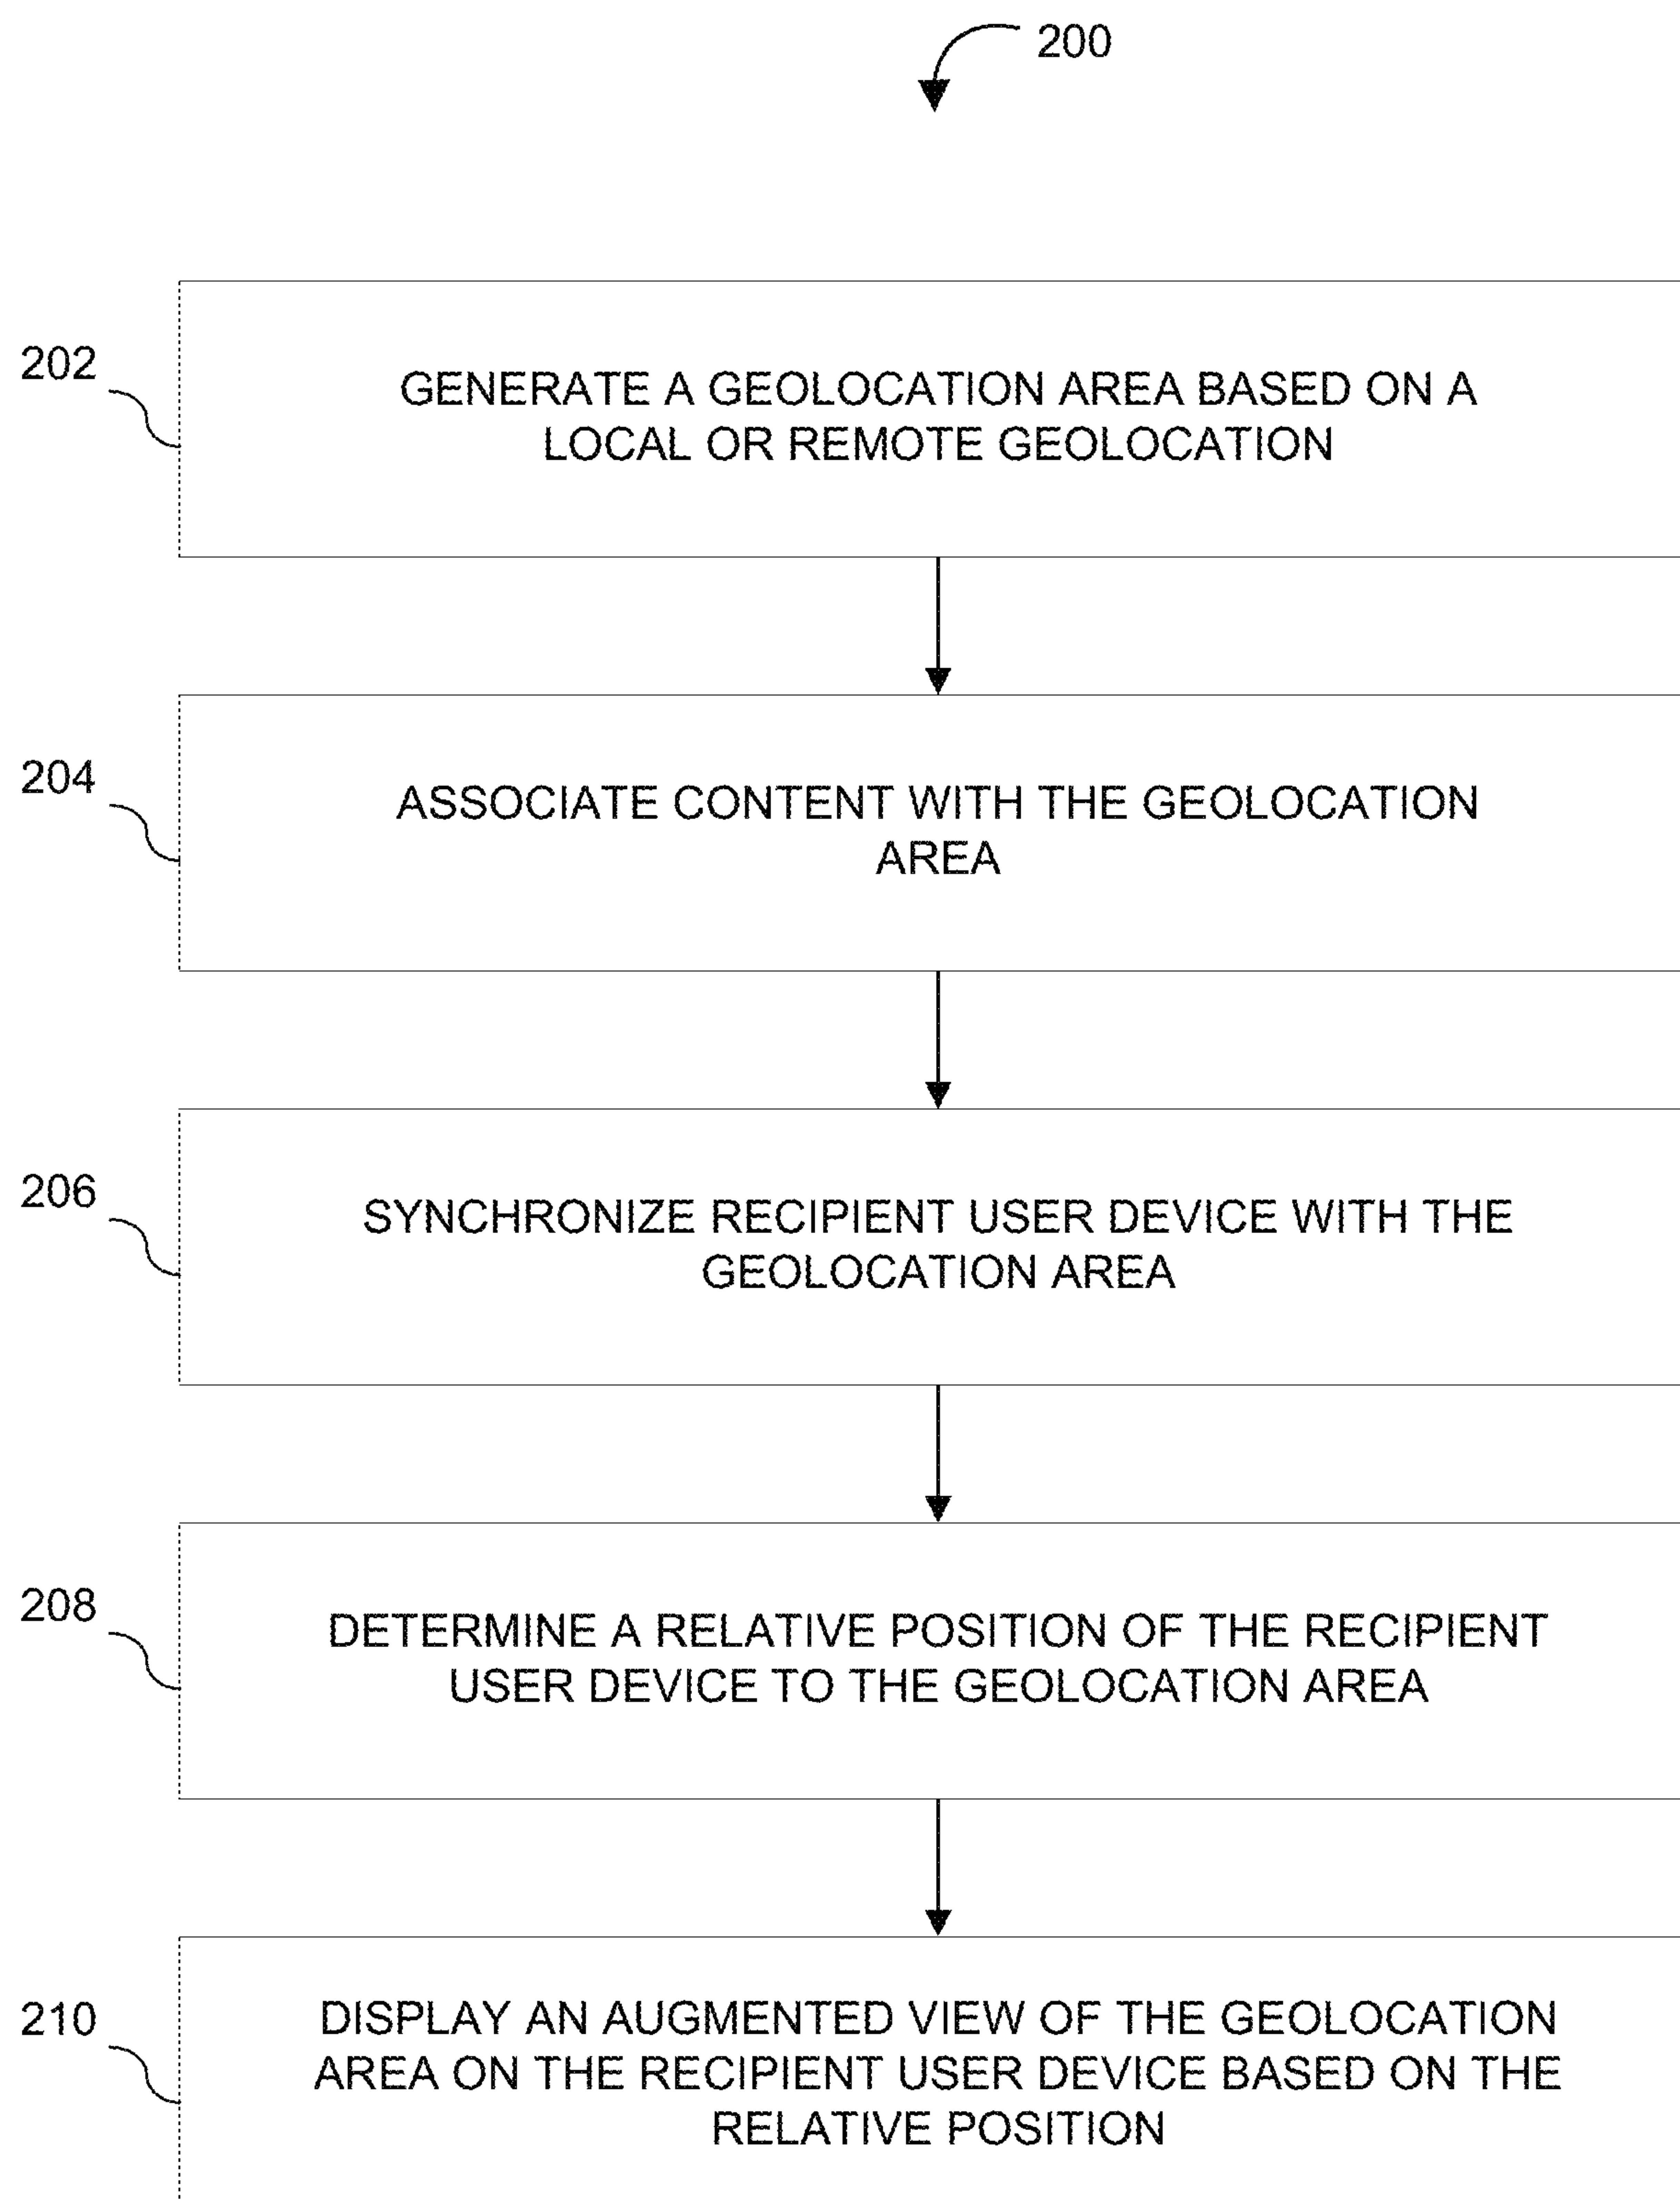 200
202
GENERATE A GEOLOCATION AREA BASED ON A
LOCAL OR REMOTE GEOLOCATION
204
ASSOCIATE CONTENT WITH THE GEOLOCATION
AREA
206
SYNCHRONIZE RECIPIENT USER DEVICE WITH THE
GEOLOCATION AREA
208
DETERMINE A RELATIVE POSITION OF THE RECIPIENT
USER DEVICE TO THE GEOLOCATION AREA
210
DISPLAY AN AUGMENTED VIEW OF THE GEOLOCATION
AREA ON THE RECIPIENT USER DEVICE BASED ON THE
RELATIVE POSITION